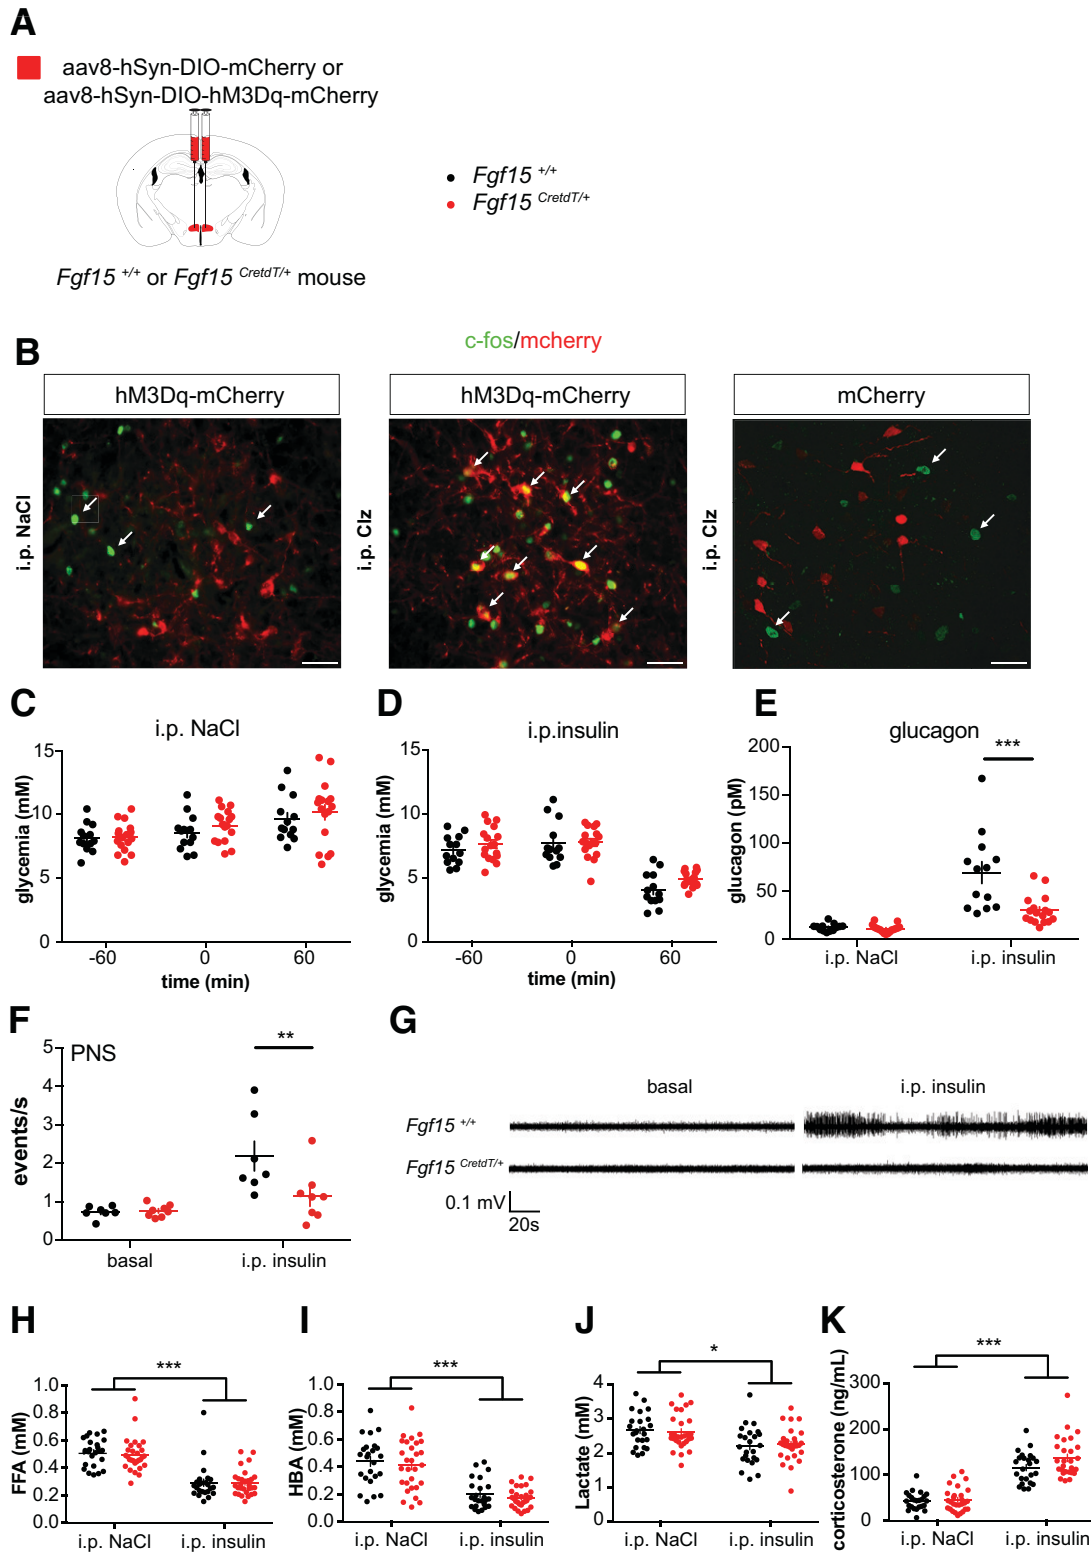 A
aav8-hSyn-DIO-mCherry or
aav8-hSyn-DIO-hM3Dq-mCherry
Fgf15 +/+
Fgf15 CretdT/+
Fgf15 +/+ or Fgf15 CretdT/+ mouse
B
c-fos/mcherry
hM3Dq-mCherry
hM3Dq-mCherry
mCherry
i.p. NaCl
i.p. Clz
i.p. Clz
C
i.p. NaCl
glycemia (mM)
15
10
5
0
-60
0
60
time (min)
D
i.p.insulin
glycemia (mM)
15
10
5
0
-60
0
60
time (min)
E
glucagon
***
glucagon (pM)
200
150
100
50
0
i.p. NaCl
i.p. insulin
F
PNS
**
events/s
5
4
3
2
1
0
basal
i.p. insulin
G
basal
i.p. insulin
Fgf15 +/+
Fgf15 CretdT/+
0.1 mV
20s
H
***
FFA (mM)
1.0
0.8
0.6
0.4
0.2
0.0
i.p. NaCl
i.p. insulin
I
***
HBA (mM)
1.0
0.8
0.6
0.4
0.2
0.0
i.p. NaCl
i.p. insulin
J
*
Lactate (mM)
4
3
2
1
0
i.p. NaCl
i.p. insulin
K
***
corticosterone (ng/mL)
300
200
100
0
i.p. NaCl
i.p. insulin